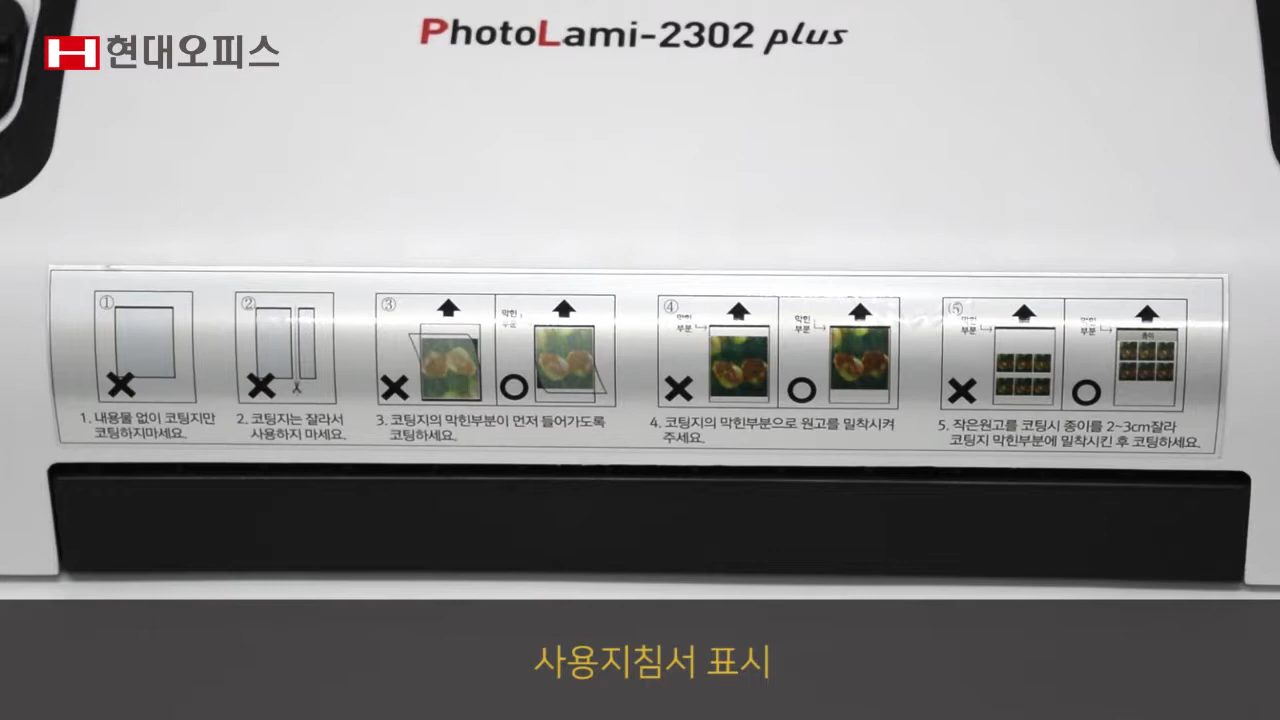 현대오피스
PhotoLami-2302 plus
①
②
③
막힌
④
부분
막힌
부분
⑤
부분
종이
1. 내용물 없이 코팅지만
코팅하지마세요.
2. 코팅지는 잘라서
사용하지 마세요.
3. 코팅지의 막힌부분이 먼저 들어가도록
코팅하세요.
4. 코팅지의 막힌부분으로 원고를 밀착시켜
주세요.
5. 작은원고를 코팅시 종이를 2~3cm잘라
코팅지 막힌부분에 밀착시킨 후 코팅하세요.
사용지침서 표시